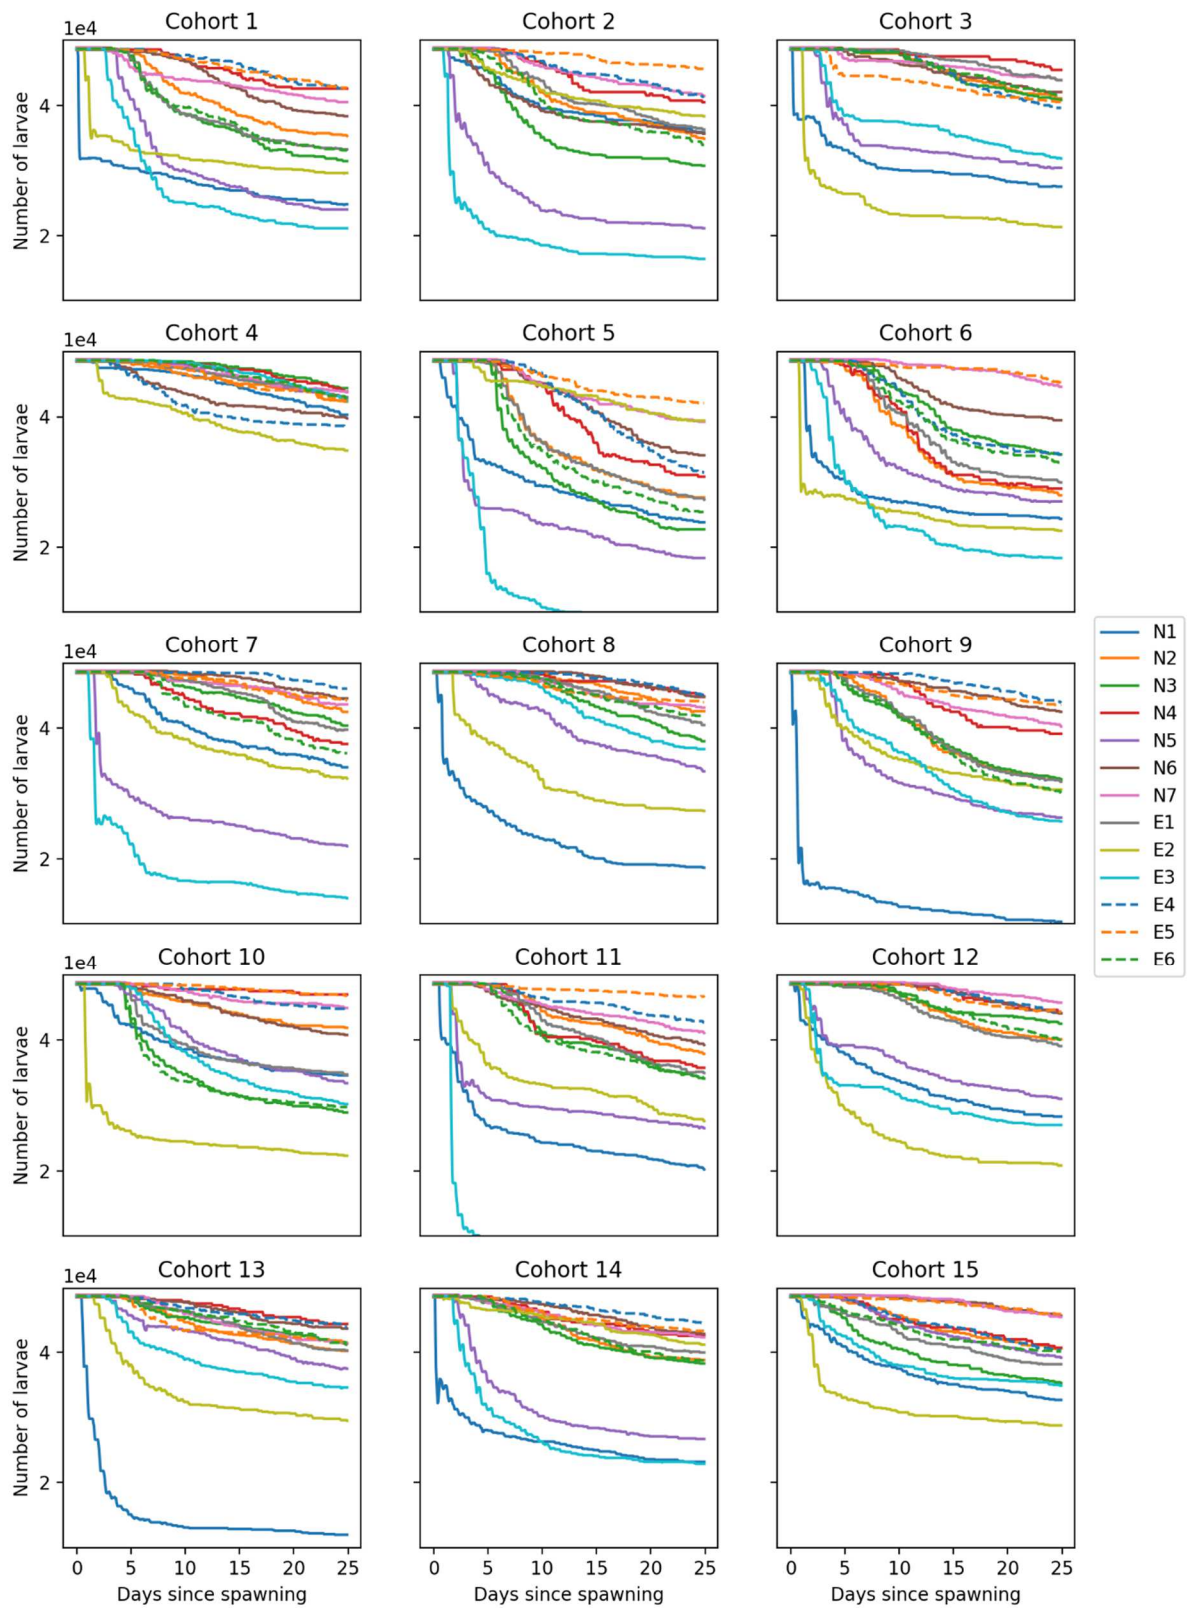 Cohort 1
Cohort 2
Cohort 3
1e4
Number of larvae
4
2
Cohort 4
Cohort 5
Cohort 6
1e4
Number of larvae
4
2
Cohort 7
Cohort 8
Cohort 9
1e4
Number of larvae
4
2
N1
N2
N3
N4
N5
N6
N7
E1
E2
E3
E4
E5
E6
Cohort 10
Cohort 11
Cohort 12
1e4
Number of larvae
4
2
Cohort 13
Cohort 14
Cohort 15
1e4
Number of larvae
4
2
0 5 10 15 20 25
0 5 10 15 20 25
0 5 10 15 20 25
Days since spawning
Days since spawning
Days since spawning